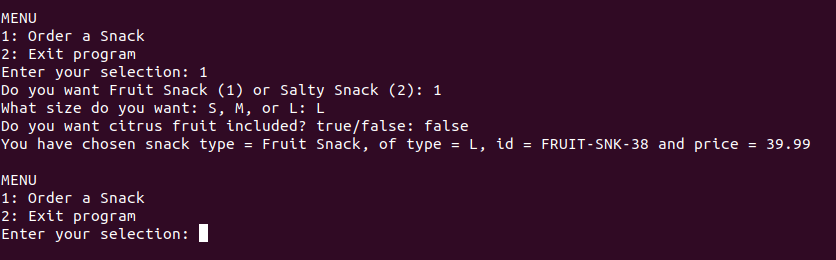 MENU
1: Order a Snack
2: Exit program
Enter your selection: 1
Do you want Fruit Snack (1) or Salty Snack (2): 1
What size do you want: S, M, or L: L
Do you want citrus fruit included? true/false: false
You have chosen snack type = Fruit Snack, of type = L, id = FRUIT-SNK-38 and price = 39.99
MENU
1: Order a Snack
2: Exit program
Enter your selection: